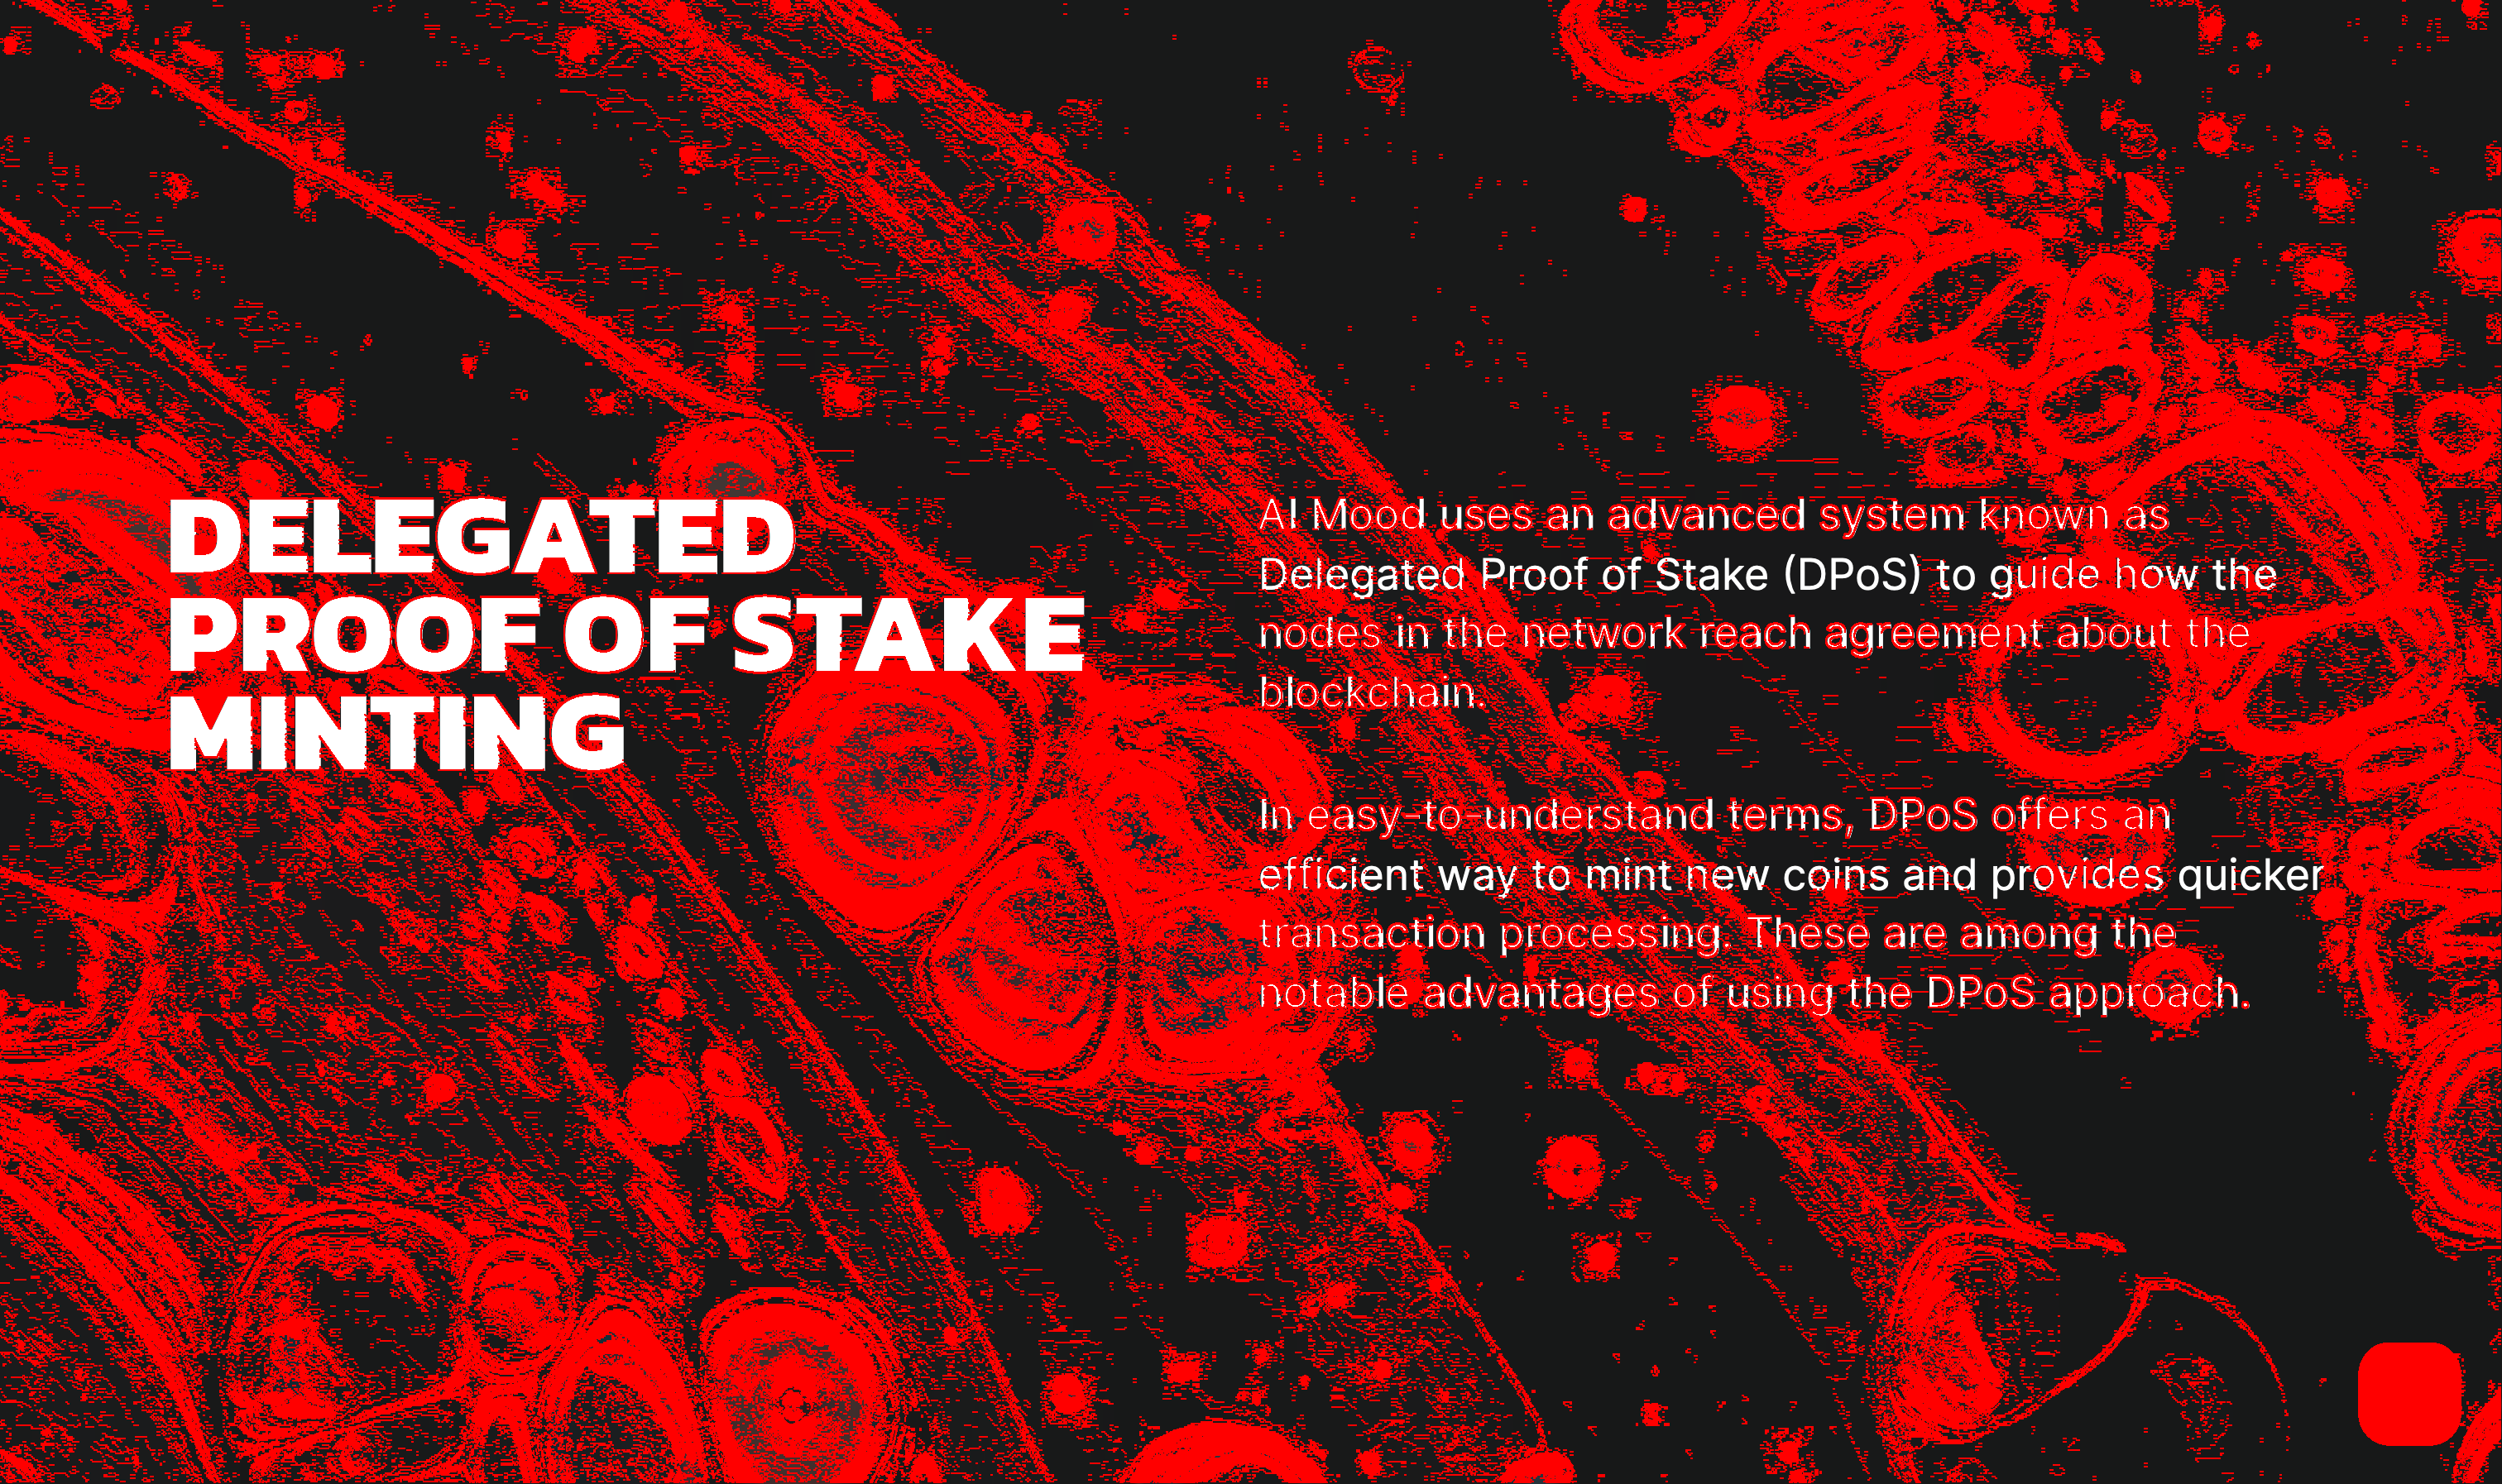 DELEGATED
PROOF OF STAKE
MINTING
AI Mood uses an advanced system known as
Delegated Proof of Stake (DPoS) to guide how the
nodes in the network reach agreement about the
blockchain.
In easy-to-understand terms, DPoS offers an
efficient way to mint new coins and provides quicker
transaction processing. These are among the
notable advantages of using the DPoS approach.